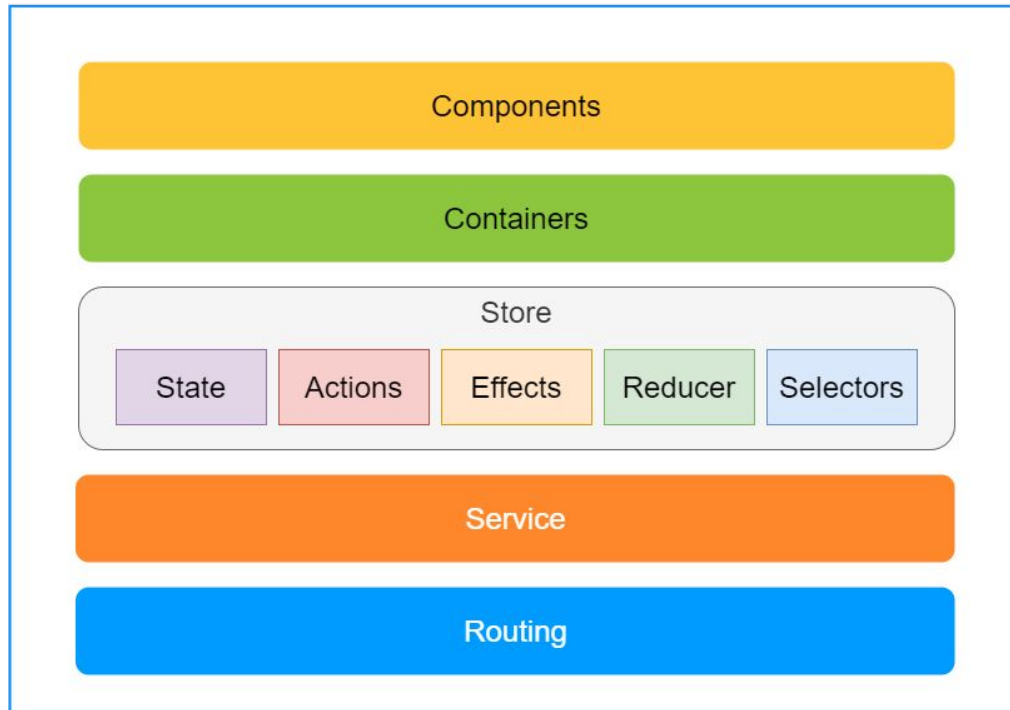 Components
Containers
Store
State Actions Effects Reducer Selectors
Service
Routing